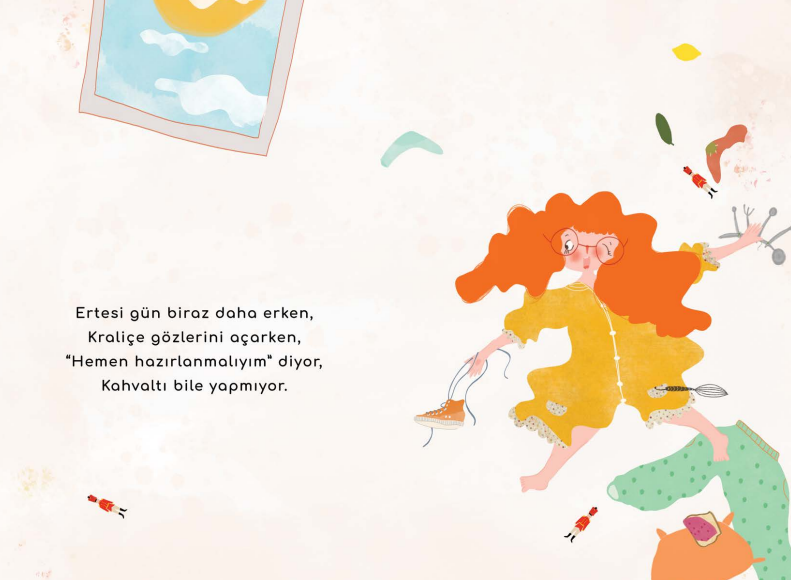 Ertesi gün biraz daha erken,
Kraliçe gözlerini açarken,
“Hemen hazırlanmalıyım” diyor,
Kahvaltı bile yapmıyor.